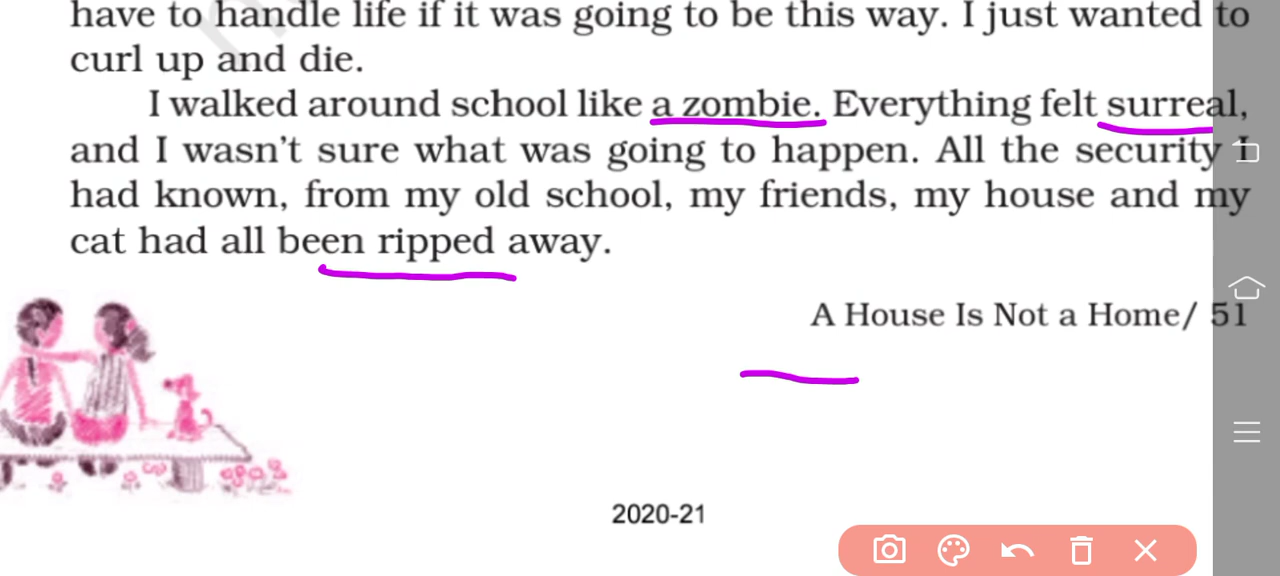 have to handle life if it was going to be this way. I just wanted to
curl up and die.
I walked around school like a zombie. Everything felt surreal,
and I wasn't sure what was going to happen. All the security I
had known, from my old school, my friends, my house and my
cat had all been ripped away.
A House Is Not a Home/ 51
2020-21